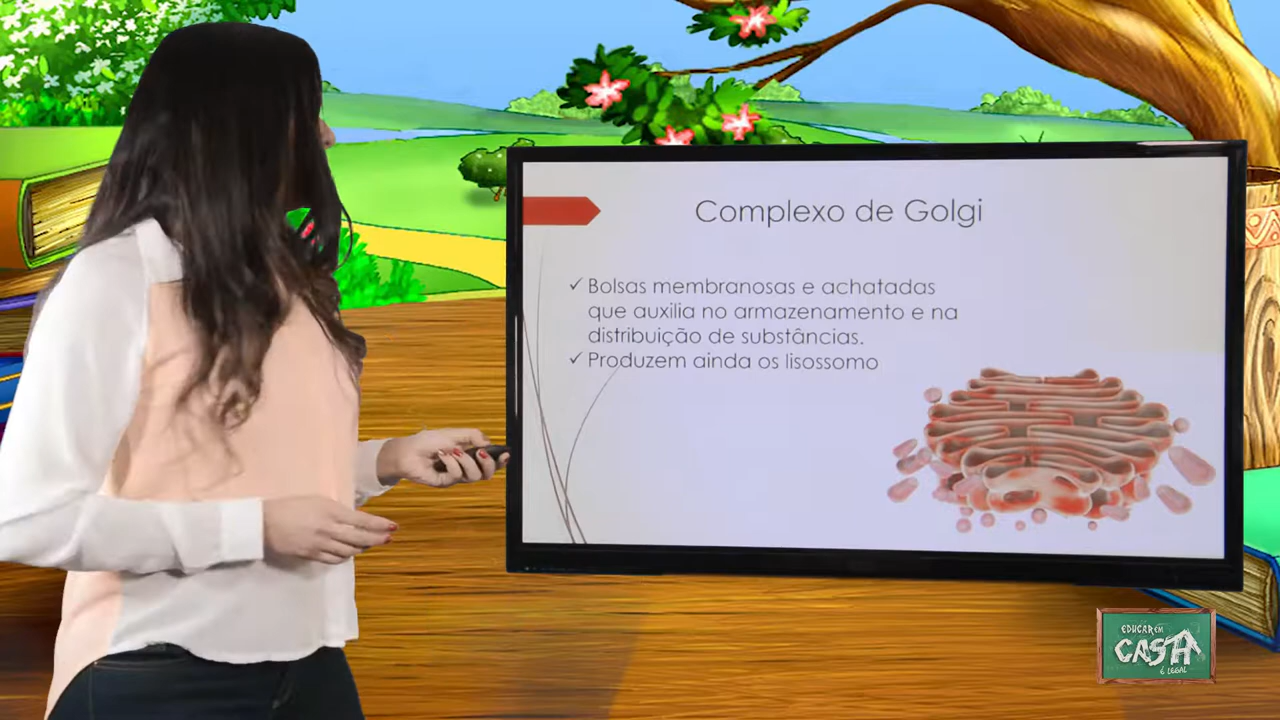 Complexo de Golgi
✓ Bolsas membranosas e achatadas
que auxilia no armazenamento e na
distribuição de substâncias.
✓ Produzem ainda os lisossomo
EDUCAR EM
CASA
É LEGAL